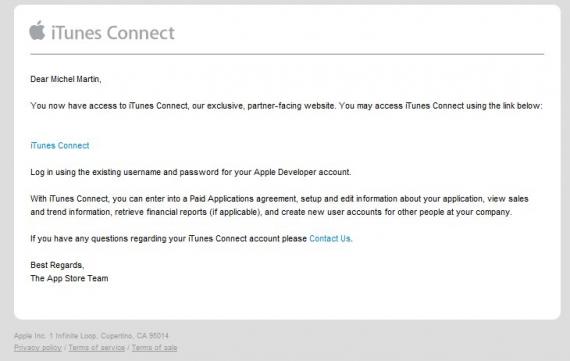 iTunes Connect
Dear Michel Martin,
You now have access to iTunes Connect, our exclusive, partner-facing website. You may access iTunes Connect using the link below:
iTunes Connect
Log in using the existing username and password for your Apple Developer account.
With iTunes Connect, you can enter into a Paid Applications agreement, setup and edit information about your application, view sales
and trend information, retrieve financial reports (if applicable), and create new user accounts for other people at your company.
If you have any questions regarding your iTunes Connect account please Contact Us.
Best Regards,
The App Store Team
Apple Inc. 1 Infinite Loop, Cupertino, CA 95014
Privacy policy / Terms of service / Terms of sale